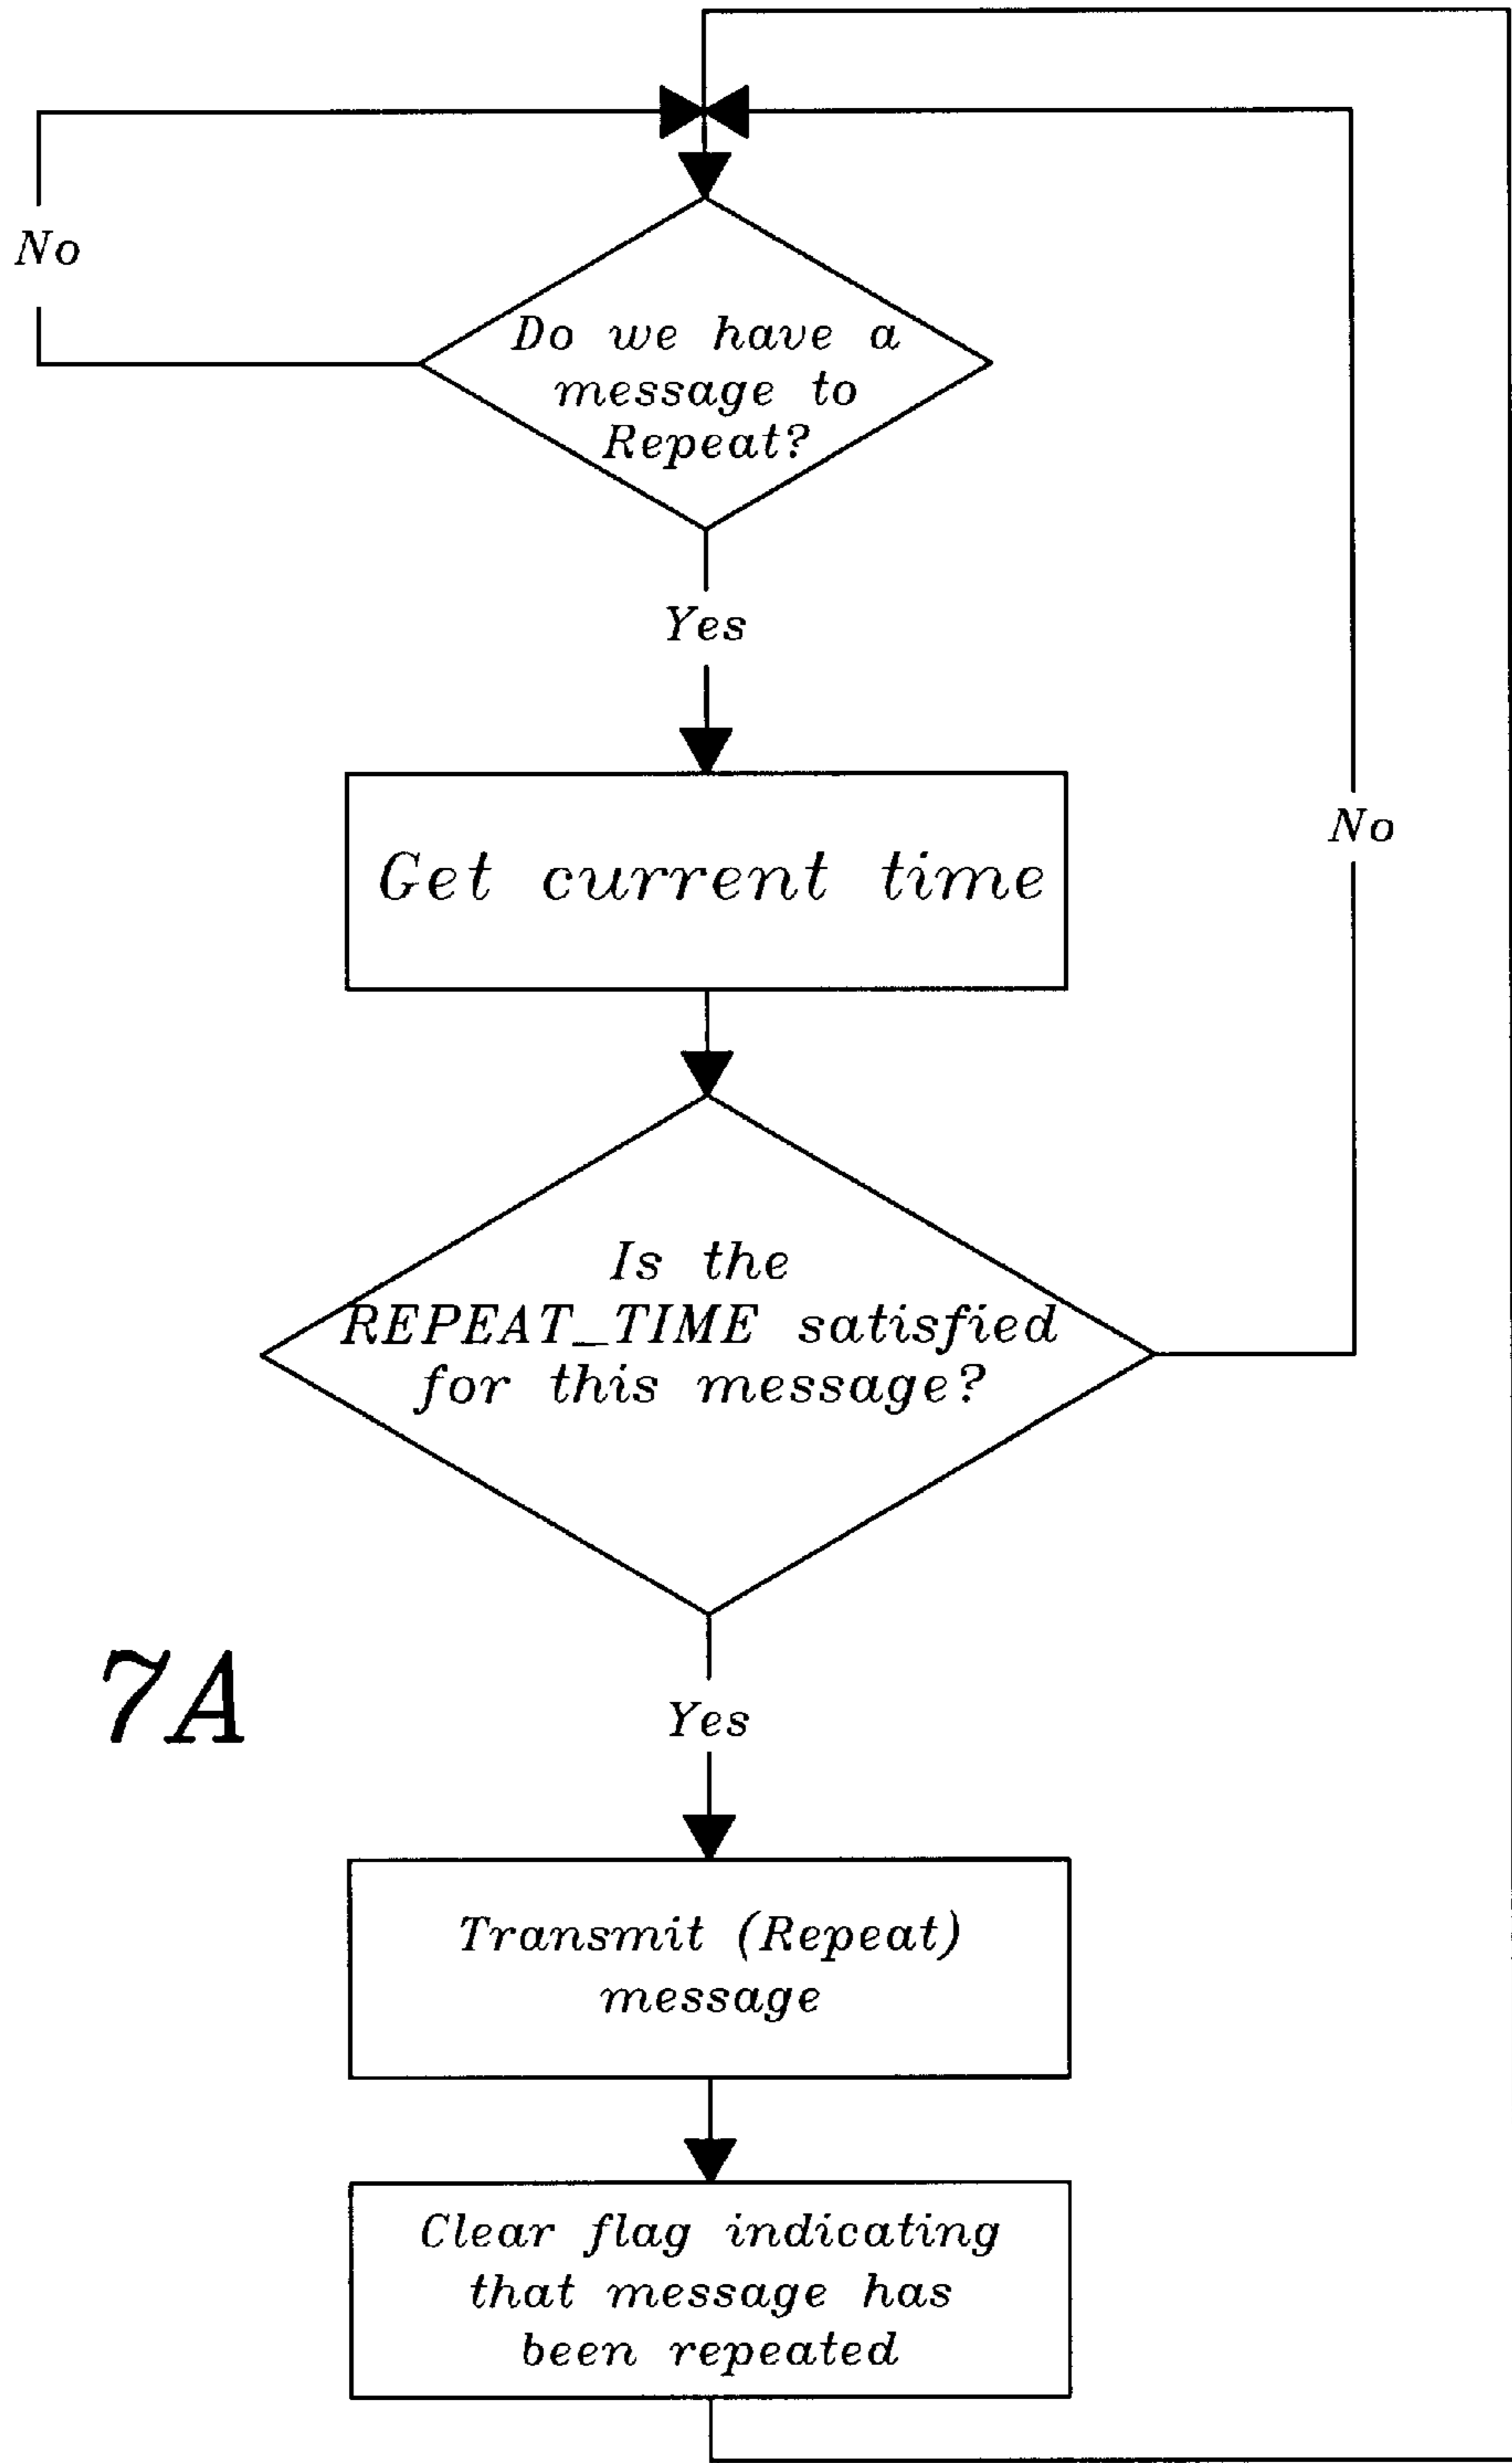 No
Do we have a
message to
Repeat?
Yes
Get current time
No
Is the
REPEAT_TIME satisfied
for this message?
7A
Yes
Transmit (Repeat)
message
Clear flag indicating
that message has
been repeated